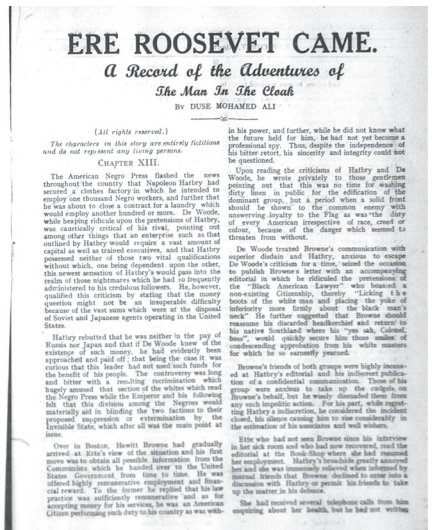 ERE ROOSEVET CAME.
A Record of the Adventures of
The Man In The Cloak
BY DUSE MOHAMED ALI
(All rights reserved.)
The characters in this story are entirely fictitious
and do not represent any living persons.
CHAPTER XIII.
The American Negro Press flashed the news
throughout the country that Napoleon Hatbry had
secured a clothes factory in which he intended to
employ one thousand Negro workers, and further that
he was about to close a contract for a laundry which
would employ another hundred or more. De Woode,
while heaping ridicule upon the pretensions of Hatbry,
was caustically critical of his rival, pointing out
among other things that an enterprise such as that
outlined by Hatbry would require a vast amount of
capital as well as trained executives, and that Hatbry
possessed neither of those two vital qualifications
without which, one being dependent upon the other,
this newest sensation of Hatbry's would pass into the
realm of those nightmares which he had so frequently
administered to his credulous followers. He, however,
qualified this criticism by stating that the money
question might not be an insuperable difficulty
because of the vast sums which were at the disposal
of Soviet and Japanese agents operating in the United
States.
Hatbry rebutted that he was neither in the pay of
Russia nor Japan and that if De Woode knew of the
existence of such money, he had evidently been
approached and paid off; that being the case it was
curious that this leader had not used such funds for
the benefit of his people. The controversy was long
and bitter with a resulting recrimination which
hugely amused that section of the whites which read
the Negro Press while the Emperor and his following
felt that this division among the Negroes would
materially aid in blinding the two factions to their
proposed suppression or extermination by the
Invisible State, which after all was the main point at
issue.
Over in Boston, Hewitt Browne had gradually
arrived at Ette's view of the situation and his first
move was to obtain all possible information from the
Communists which he handed over to the United
States Government from time to time. He was
offered highly remunerative employment and finan-
cial reward. To the former he replied that his law
practice was sufficiently remunerative and as for
accepting money for his services, he was an American
Citizen performing such duty to his country as with-
in his power, and further, while he did not know what
the future held for him, he had not yet become a
professional spy. Thus, despite the independence of
his bitter retort, his sincerity and integrity could not
be questioned.
Upon reading the criticisms of Hatbry and De
Woode, he wrote privately to those gentlemen
pointing out that this was no time for washing
dirty linen in public for the edification of the
dominant group, but a period when a solid front
should be shown to the common enemy with
unswerving loyalty to the Flag as was the duty
of every American irrespective of race, creed or
colour, because of the danger which seemed to
threaten from without.
De Woode treated Browne's communication with
superior disdain and Hatbry, anxious to escape
De Woode's criticism for a time, seized the occasion
to publish Browne's letter with an accompanying
editorial in which he ridiculed the pretensions of
the "Black American Lawyer" who boasted a
non-existing Citizenship, thereby "Licking the
boots of the white man and placing the yoke of
inferiority more firmly about the black man's
neck" He further suggested that Browne should
reassume his discarded handkerchief and return to
his native Southland where his "yes sah, Colonel,
boss", would quickly secure him those smiles of
condescending approbation from his white masters
for which he so earnestly yearned.
Browne's friends of both groups were highly incens-
ed at Hatbry's editorial and his indiscreet publica-
tion of a confidential communication. Those of his
group were anxious to take up the cudgels on
Browne's behalf, but he wisely dissuaded them from
any such impolitic action. For his part, while regret-
ting Hatbry's indiscretion, he considered the incident
closed, his silence causing him to rise considerably in
the estimation of his associates and well wishers.
Ette who had not seen Browne since his interview
in her sick room and who had now recovered, read the
editorial at the Book-Shop where she had resumed
her employment. Hatbry's broadside greatly annoyed
her and she was immensely relieved when informed by
mutual friends that Browne declined to enter into a
discussion with Hatbry or permit his friends to take
up the matter in his defence.
She had received several telephone calls from him
enquiring about her health, but he had not written